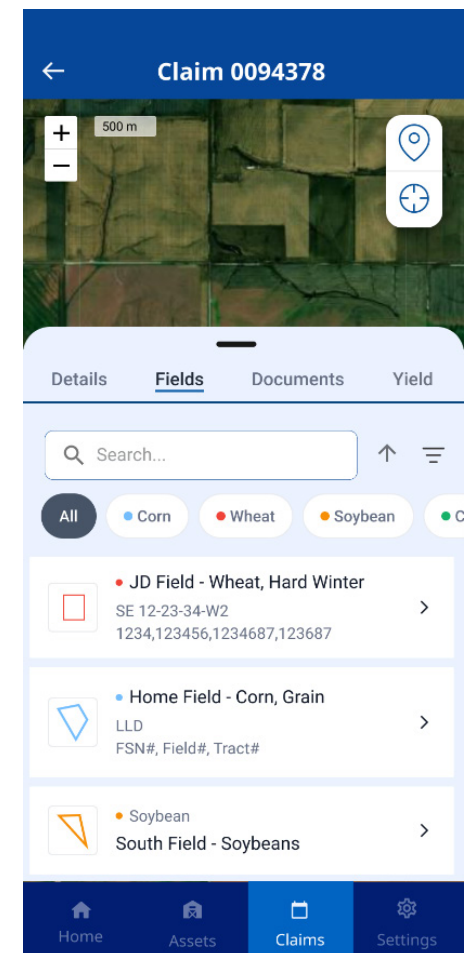 Claim 0094378
+
500 m
−
Details Fields Documents Yield
Search...
All Corn Wheat Soybean C
JD Field - Wheat, Hard Winter
SE 12-23-34-W2
1234,123456,1234687,123687
Home Field - Corn, Grain
LLD
FSN#, Field#, Tract#
Soybean
South Field - Soybeans
Home Assets Claims Settings